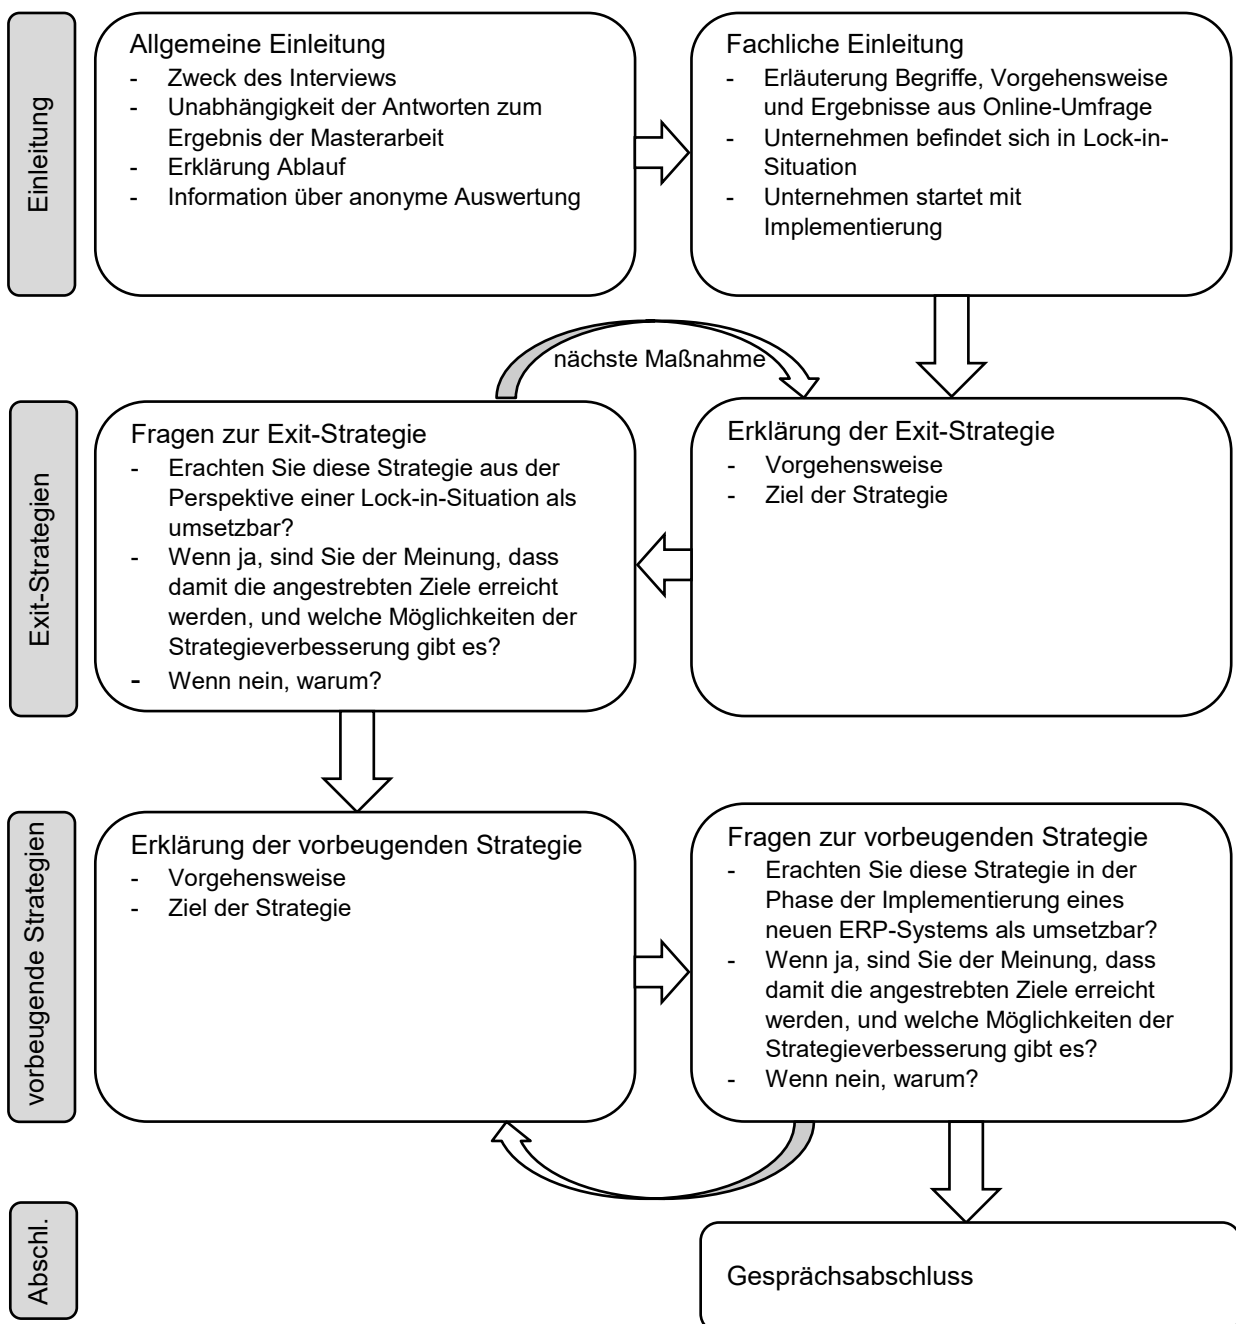 Einleitung
Allgemeine Einleitung
- Zweck des Interviews
- Unabhängigkeit der Antworten zum
Ergebnis der Masterarbeit
- Erklärung Ablauf
- Information über anonyme Auswertung
Fachliche Einleitung
- Erläuterung Begriffe, Vorgehensweise
und Ergebnisse aus Online-Umfrage
- Unternehmen befindet sich in Lock-in-
Situation
- Unternehmen startet mit
Implementierung
nächste Maßnahme
Exit-Strategien
Fragen zur Exit-Strategie
- Erachten Sie diese Strategie aus der
Perspektive einer Lock-in-Situation als
umsetzbar?
- Wenn ja, sind Sie der Meinung, dass
damit die angestrebten Ziele erreicht
werden, und welche Möglichkeiten der
Strategieverbesserung gibt es?
- Wenn nein, warum?
Erklärung der Exit-Strategie
- Vorgehensweise
- Ziel der Strategie
vorbeugende Strategien
Erklärung der vorbeugenden Strategie
- Vorgehensweise
- Ziel der Strategie
Fragen zur vorbeugenden Strategie
- Erachten Sie diese Strategie in der
Phase der Implementierung eines
neuen ERP-Systems als umsetzbar?
- Wenn ja, sind Sie der Meinung, dass
damit die angestrebten Ziele erreicht
werden, und welche Möglichkeiten der
Strategieverbesserung gibt es?
- Wenn nein, warum?
Abschl.
Gesprächsabschluss